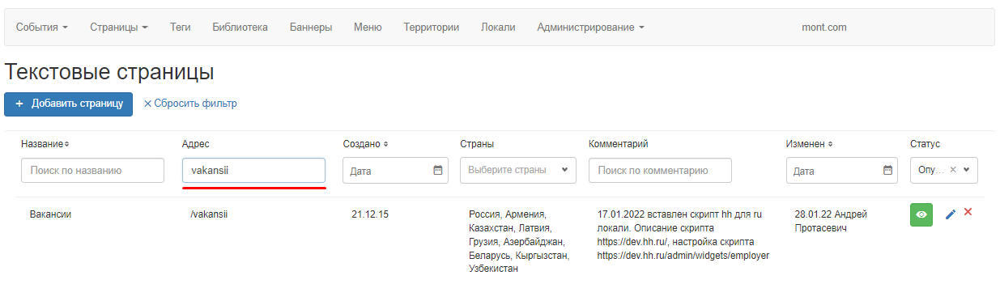 События Страницы Теги Библиотека Баннеры Меню Территории Локали Администрирование mont.com
Текстовые страницы
+ Добавить страницу × Сбросить фильтр
Название Адрес Создано Страны Комментарий Изменен Статус
Поиск по названию vakansii Дата Выберите страны Поиск по комментарию Дата Опу... ×
Вакансии /vakansii 21.12.15 Россия, Армения, 17.01.2022 вставлен скрипт hh для ru 28.01.22 Андрей
Казахстан, Латвия, локали. Описание скрипта Протасевич
Грузия, Азербайджан, https://dev.hh.ru/, настройка скрипта
Беларусь, Кыргызстан, https://dev.hh.ru/admin/widgets/employer
Узбекистан